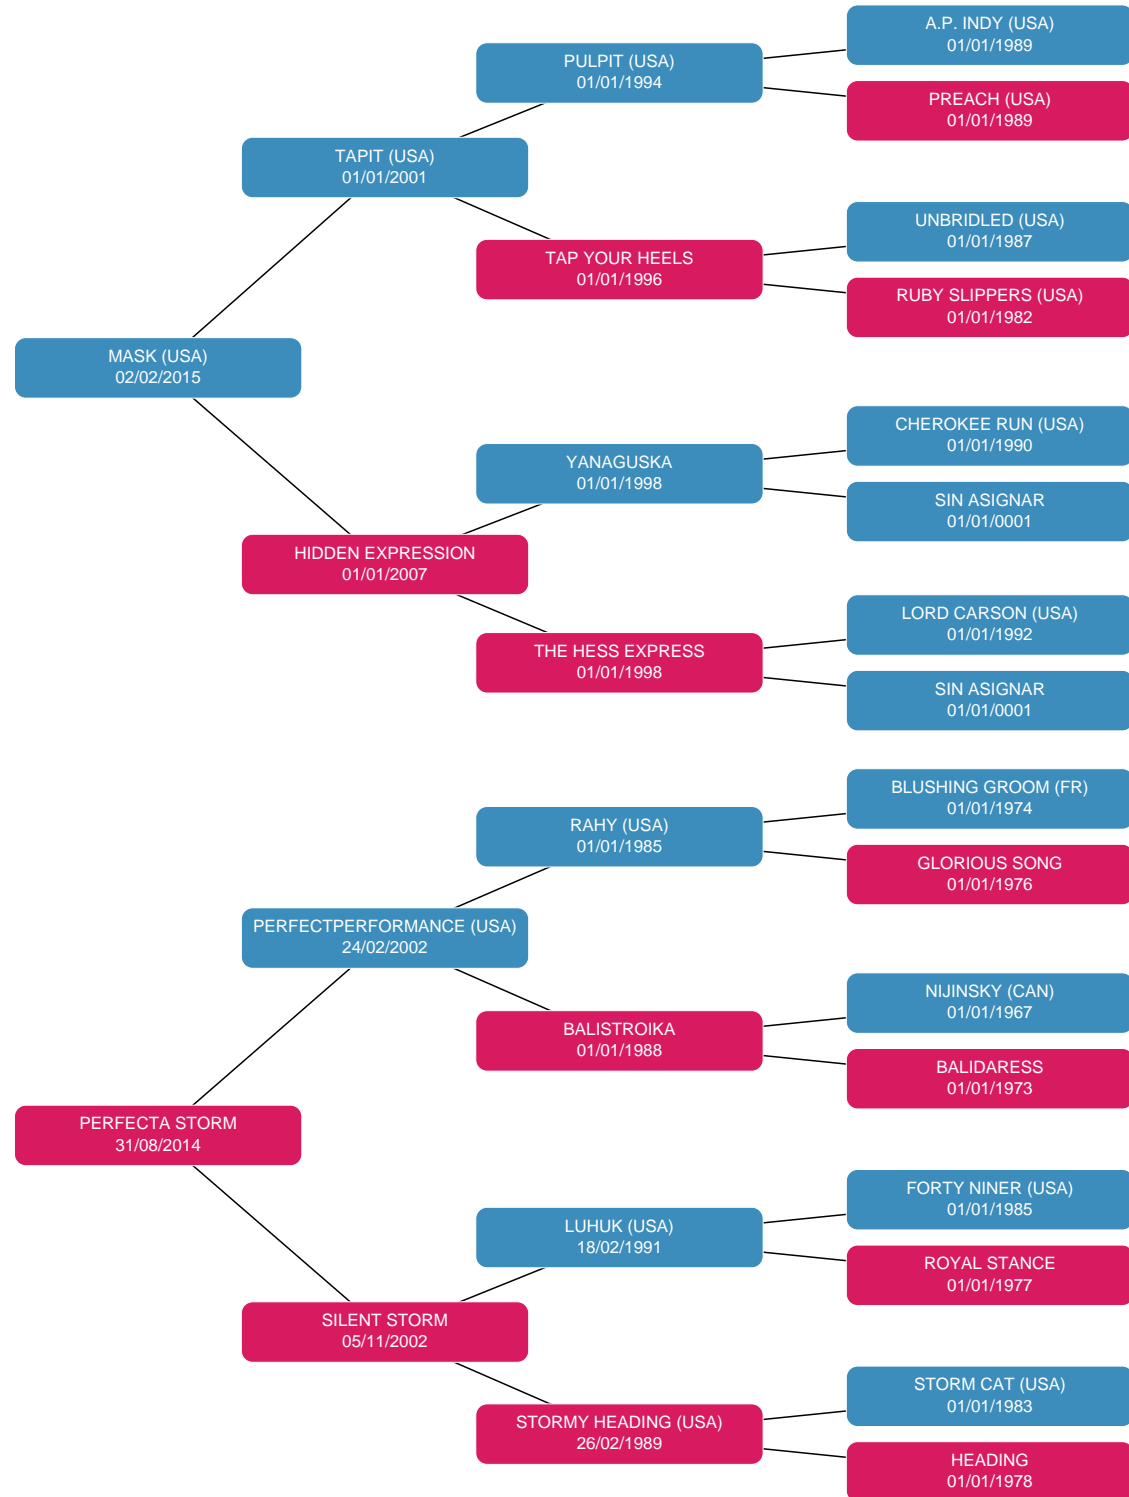 A.P. INDY (USA)
01/01/1989
PULPIT (USA)
01/01/1994
PREACH (USA)
01/01/1989
TAPIT (USA)
01/01/2001
UNBRIDLED (USA)
01/01/1987
TAP YOUR HEELS
01/01/1996
RUBY SLIPPERS (USA)
01/01/1982
MASK (USA)
02/02/2015
CHEROKEE RUN (USA)
01/01/1990
YANAGUSKA
01/01/1998
SIN ASIGNAR
01/01/0001
HIDDEN EXPRESSION
01/01/2007
LORD CARSON (USA)
01/01/1992
THE HESS EXPRESS
01/01/1998
SIN ASIGNAR
01/01/0001
BLUSHING GROOM (FR)
01/01/1974
RAHY (USA)
01/01/1985
GLORIOUS SONG
01/01/1976
PERFECTPERFORMANCE (USA)
24/02/2002
NIJINSKY (CAN)
01/01/1967
BALISTROIKA
01/01/1988
BALIDARESS
01/01/1973
PERFECTA STORM
31/08/2014
FORTY NINER (USA)
01/01/1985
LUHUK (USA)
18/02/1991
ROYAL STANCE
01/01/1977
SILENT STORM
05/11/2002
STORM CAT (USA)
01/01/1983
STORMY HEADING (USA)
26/02/1989
HEADING
01/01/1978